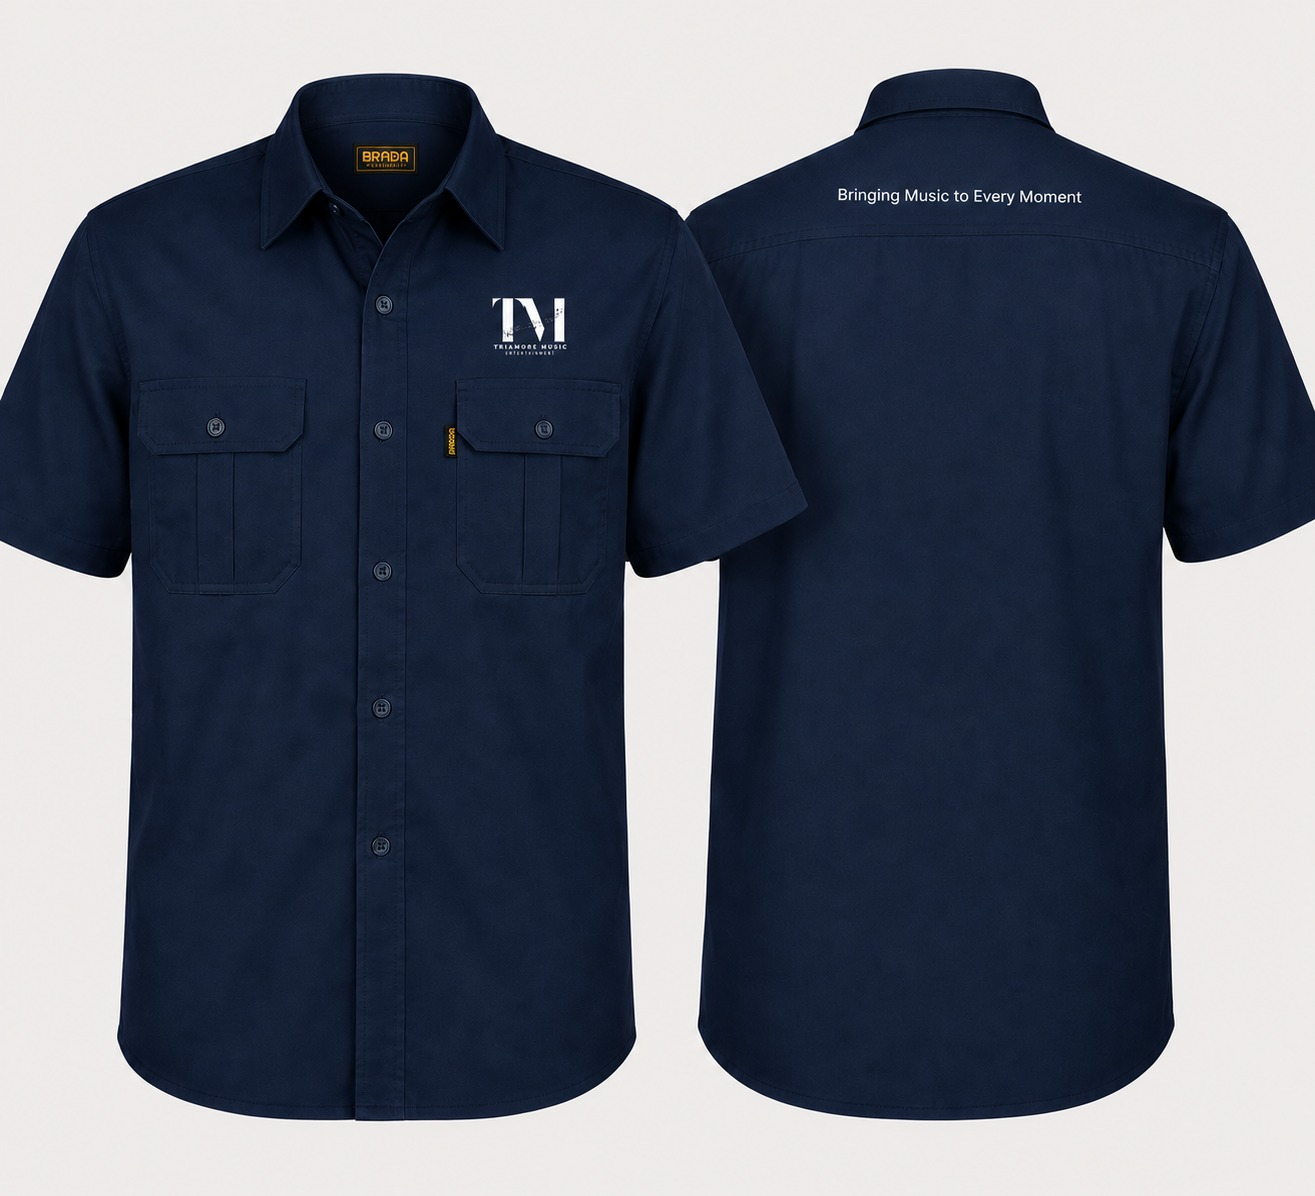 BRADA
TM
TRIAMORE MUSIC
ENTERTAINMENT
BRADA
Bringing Music to Every Moment